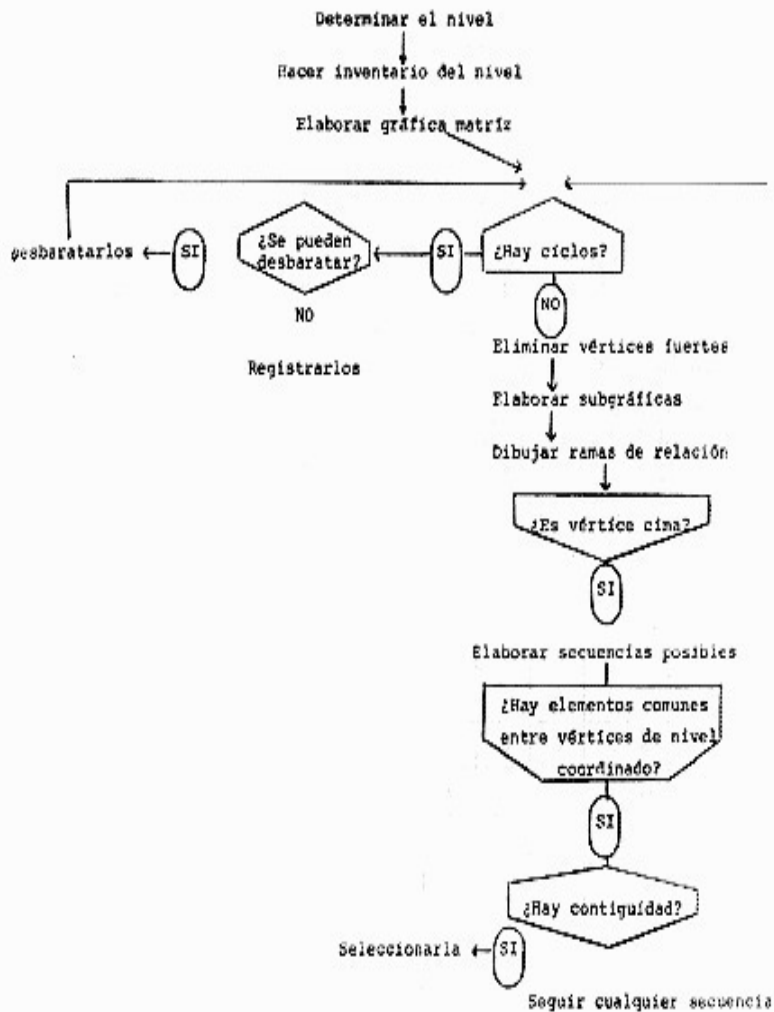 Determinar el nivel
Hacer inventario del nivel
Elaborar gráfica matríz
¿Hay ciclos?
SI
¿Se pueden
desbaratar?
SI
desbaratarlos
NO
Registrarlos
NO
Eliminar vértices fuertes
Elaborar subgráficas
Dibujar ramas de relación
¿Es vértice cima?
SI
Elaborar secuencias posibles
¿Hay elementos comunes
entre vértices de nivel
coordinado?
SI
¿Hay contiguidad?
SI
Seleccionarla
Seguir cualquier secuencia